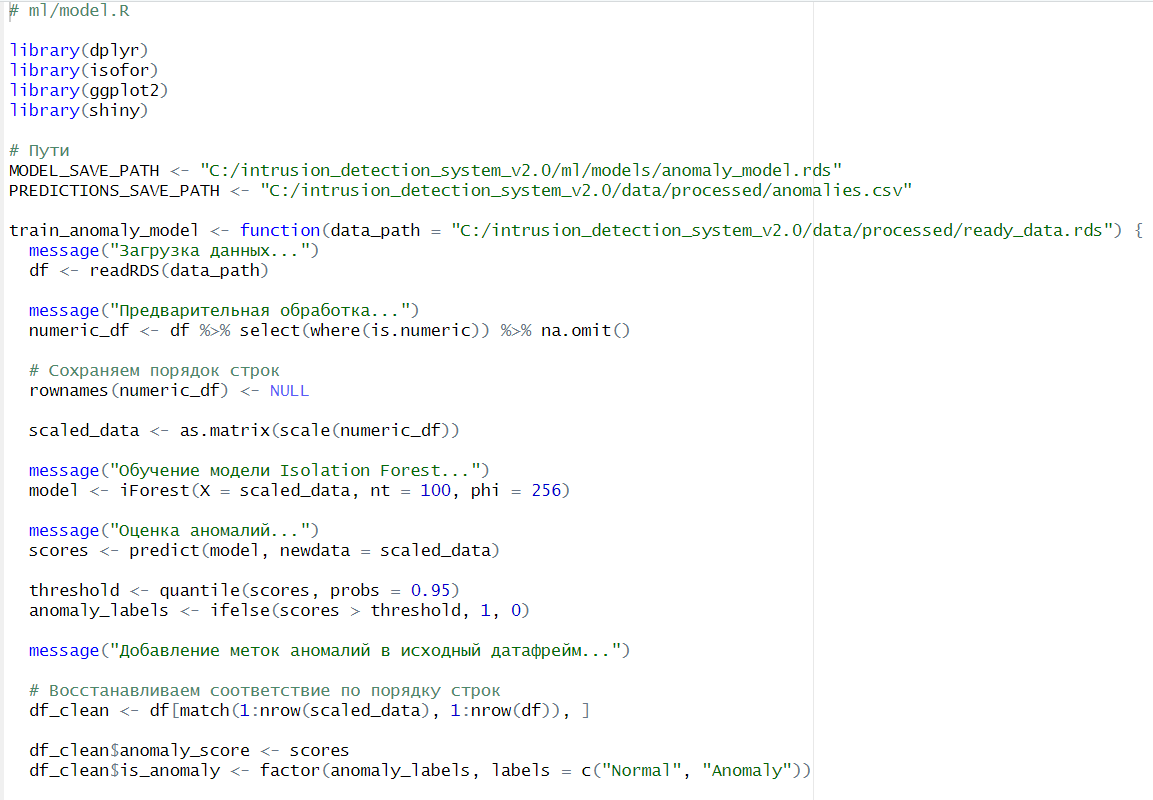 # ml/model.R
library(dplyr)
library(isofor)
library(ggplot2)
library(shiny)
# Пути
MODEL_SAVE_PATH <- "C:/intrusion_detection_system_v2.0/ml/models/anomaly_model.rds"
PREDICTIONS_SAVE_PATH <- "C:/intrusion_detection_system_v2.0/data/processed/anomalies.csv"
train_anomaly_model <- function(data_path = "C:/intrusion_detection_system_v2.0/data/processed/ready_data.rds") {
  message("Загрузка данных...")
  df <- readRDS(data_path)
  message("Предварительная обработка...")
  numeric_df <- df %>% select(where(is.numeric)) %>% na.omit()
  # Сохраняем порядок строк
  rownames(numeric_df) <- NULL
  scaled_data <- as.matrix(scale(numeric_df))
  message("Обучение модели Isolation Forest...")
  model <- iForest(X = scaled_data, nt = 100, phi = 256)
  message("Оценка аномалий...")
  scores <- predict(model, newdata = scaled_data)
  threshold <- quantile(scores, probs = 0.95)
  anomaly_labels <- ifelse(scores > threshold, 1, 0)
  message("Добавление меток аномалий в исходный датафрейм...")
  # Восстанавливаем соответствие по порядку строк
  df_clean <- df[match(1:nrow(scaled_data), 1:nrow(df)), ]
  df_clean$anomaly_score <- scores
  df_clean$is_anomaly <- factor(anomaly_labels, labels = c("Normal", "Anomaly"))